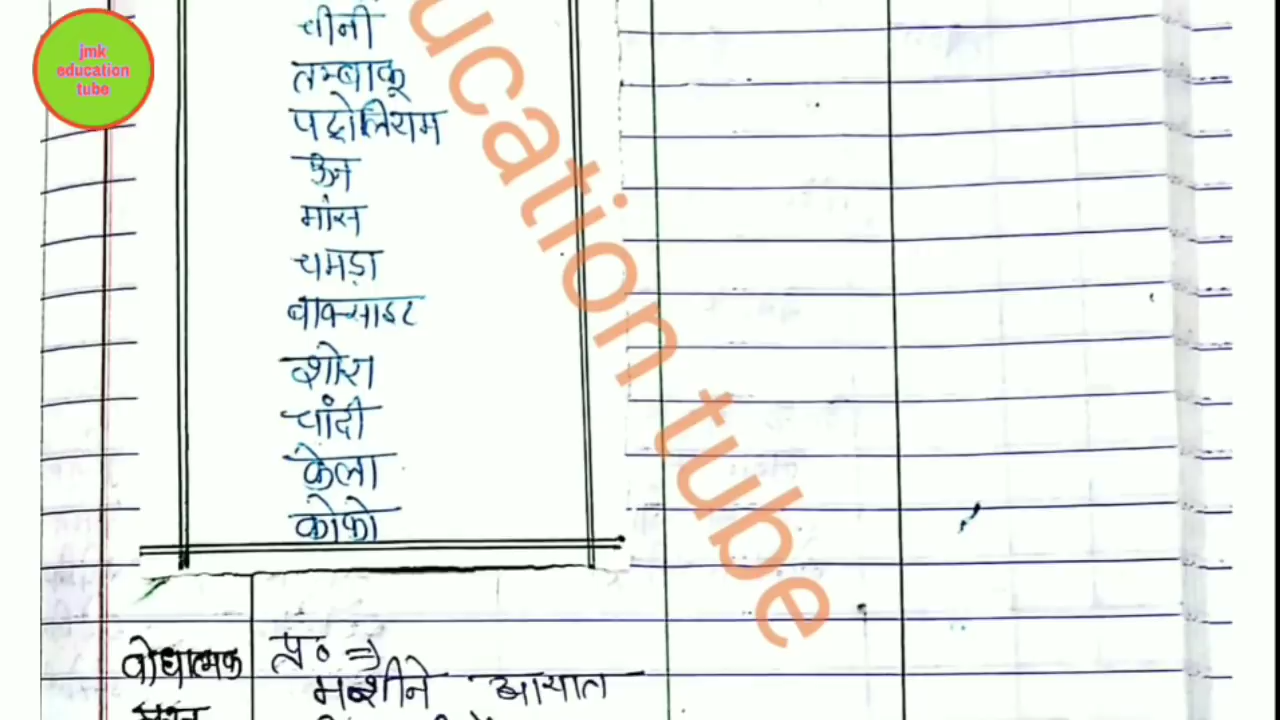 jmk
education
tube
चीनी
तम्बाकू
पट्रोलियम
ऊन
मांस
चमड़ा
बाक्साइट
शोरा
चांदी
केला
कोको
ucation tube
बोधात्मक
प्र० ⇒
मशीने आयात